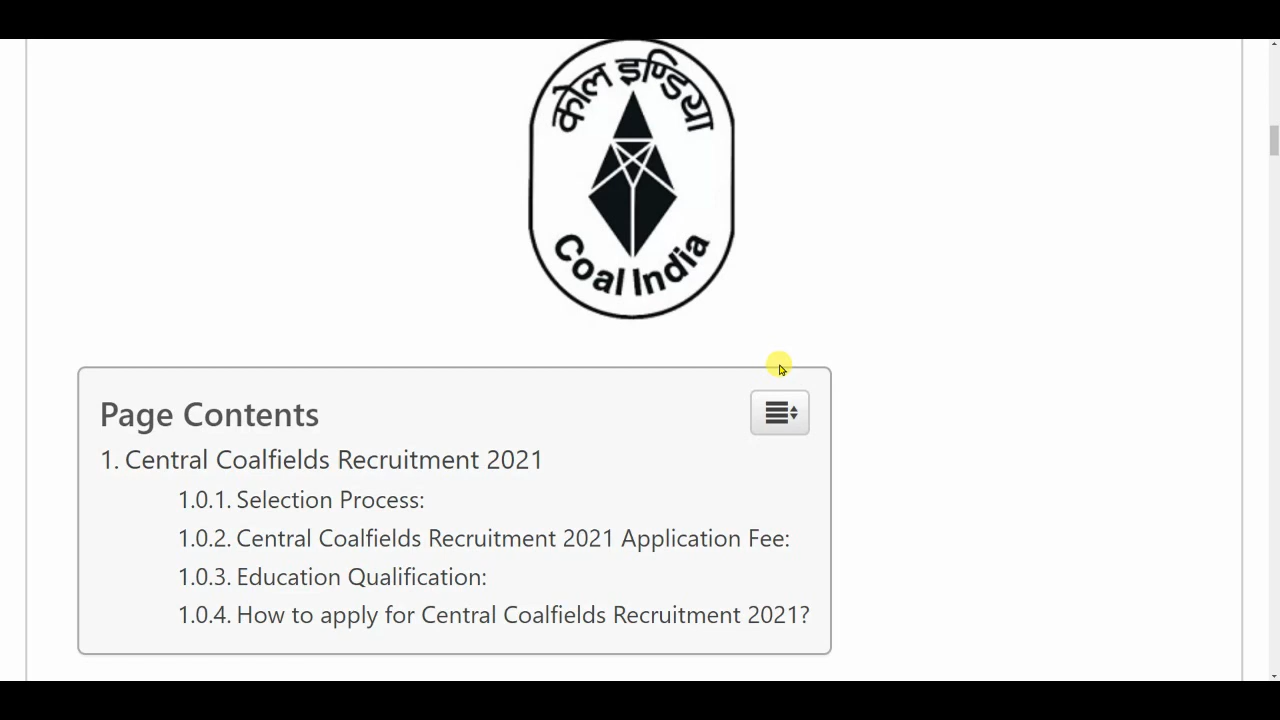 कोल इण्डिया
Coal India
Page Contents
1. Central Coalfields Recruitment 2021
1.0.1. Selection Process:
1.0.2. Central Coalfields Recruitment 2021 Application Fee:
1.0.3. Education Qualification:
1.0.4. How to apply for Central Coalfields Recruitment 2021?